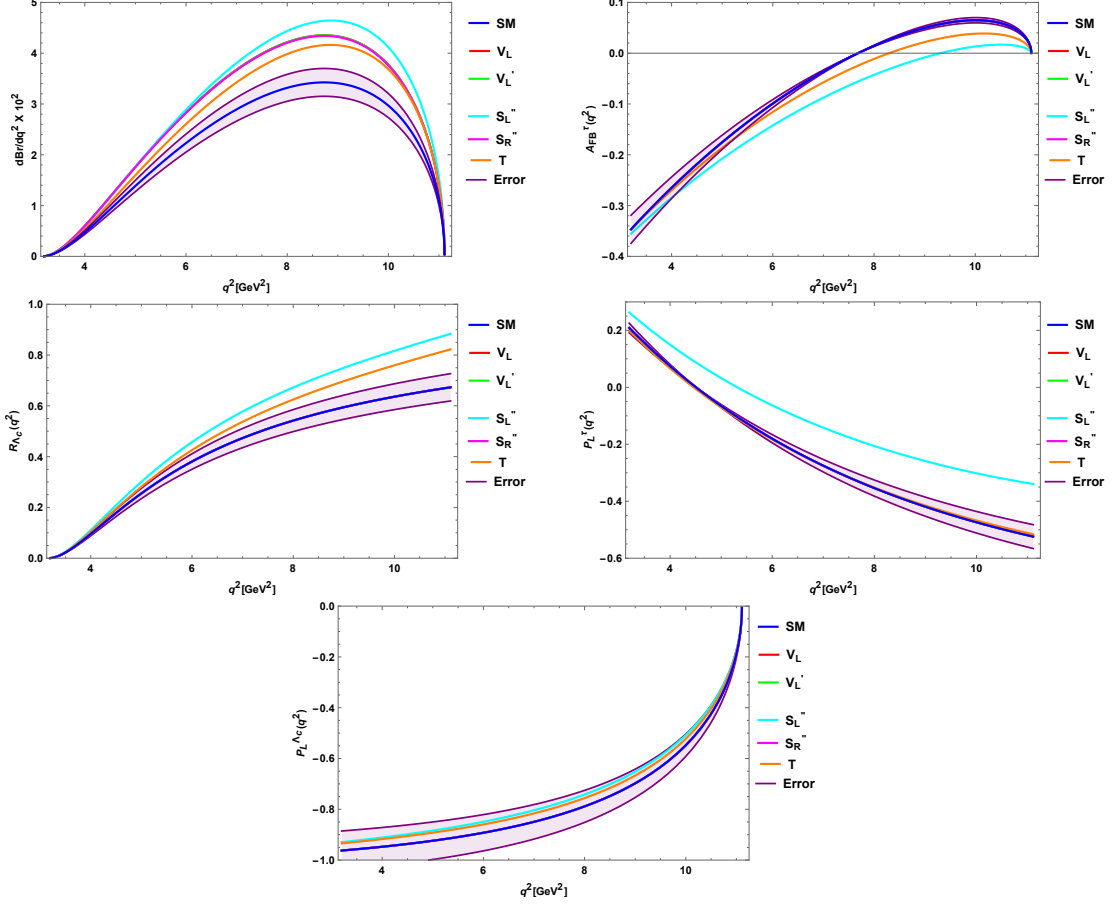 dBr/dq² X 10²
5
4
3
2
1
0
4
6
8
10
q²[GeV²]
SM
V_L
V_L'
S_L''
S_R''
T
Error
A_FB^τ(q²)
0.1
0.0
−0.1
−0.2
−0.3
−0.4
4
6
8
10
q²[GeV²]
SM
V_L
V_L'
S_L''
S_R''
T
Error
R_Λc(q²)
1.0
0.8
0.6
0.4
0.2
0.0
4
6
8
10
q²[GeV²]
SM
V_L
V_L'
S_L''
S_R''
T
Error
P_L^τ(q²)
0.2
0.0
−0.2
−0.4
−0.6
4
6
8
10
q²[GeV²]
SM
V_L
V_L'
S_L''
S_R''
T
Error
P_L^Λc(q²)
0.0
−0.2
−0.4
−0.6
−0.8
−1.0
4
6
8
10
q²[GeV²]
SM
V_L
V_L'
S_L''
S_R''
T
Error